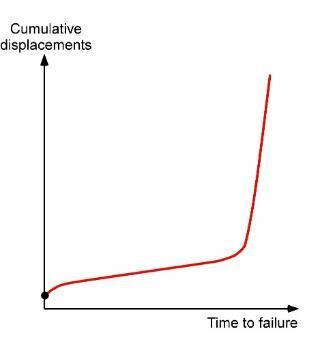 Cumulative
displacements
Time to failure